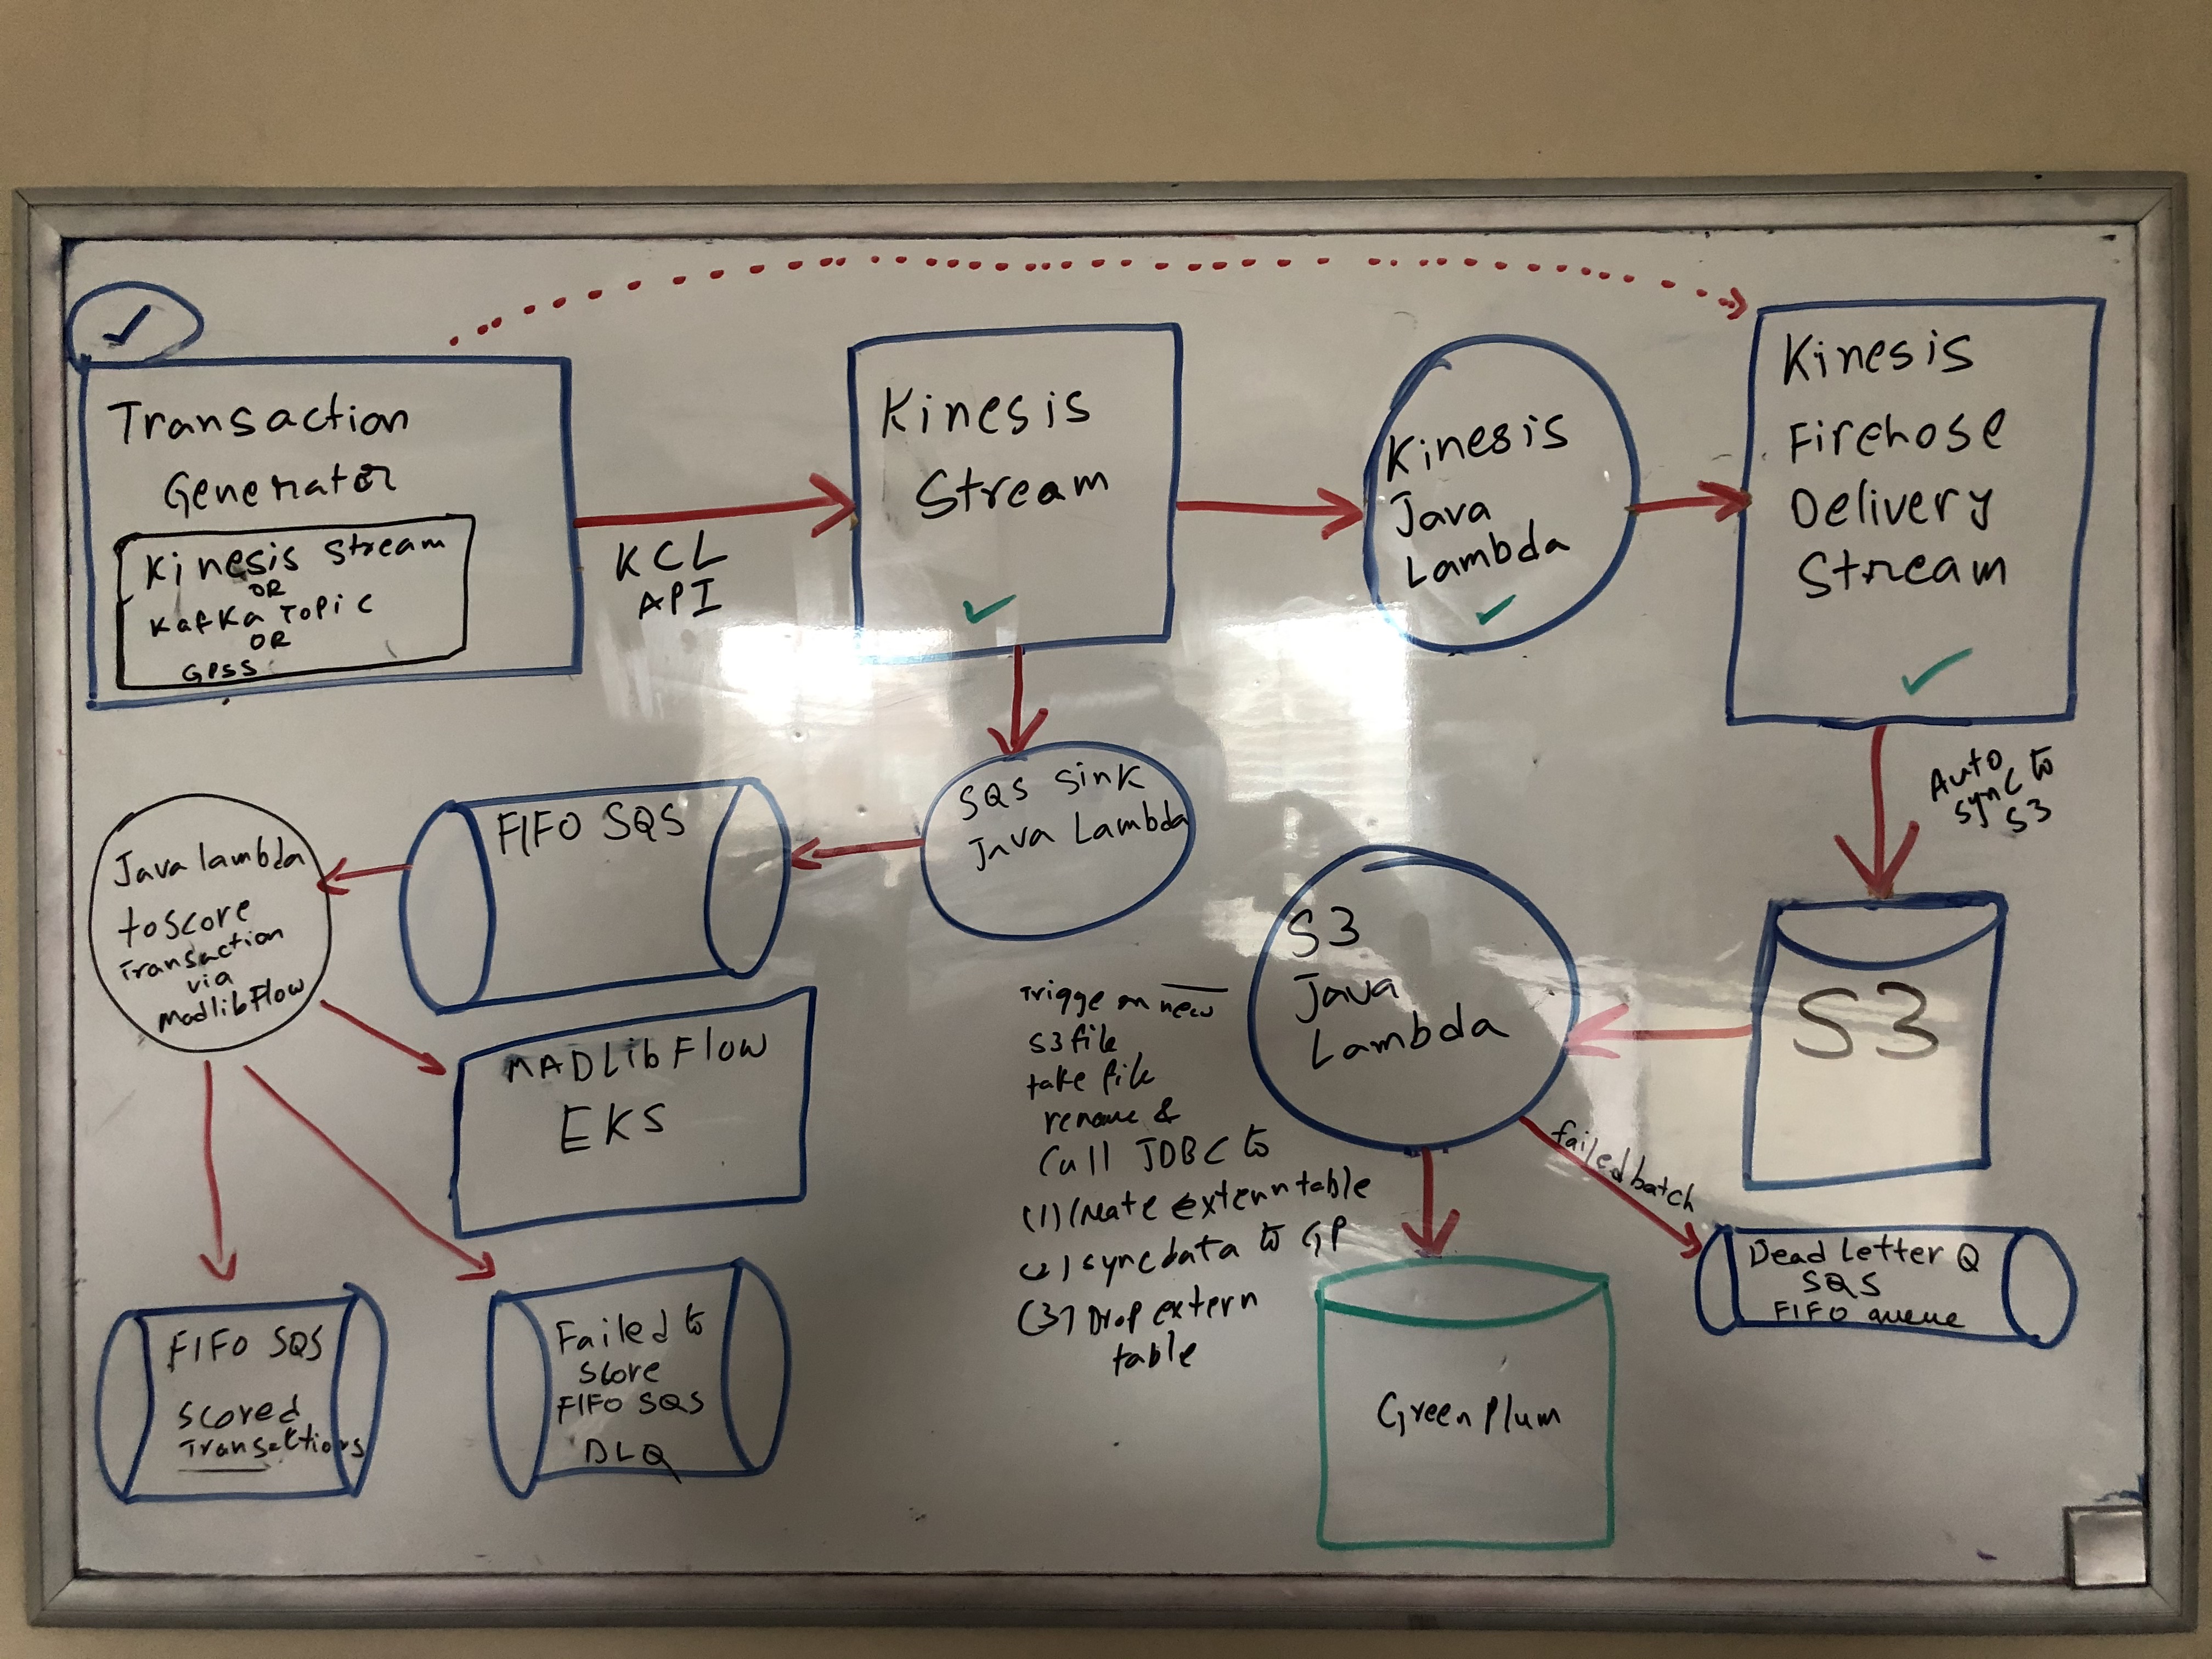 Transaction
Generator
Kinesis Stream
OR
Kafka Topic
OR
GPSS
KCL
API
Kinesis
Stream
Kinesis
Java
Lambda
Kinesis
Firehose
Delivery
Stream
Auto
sync to
S3
SQS Sink
Java Lambda
FIFO SQS
Java lambda
to score
Transaction
via
MadlibFlow
MADLib Flow
EKS
FIFO SQS
Scored
Transaktions
Failed to
Score
FIFO SQS
DLQ
Trigge on new
S3 file
take file
rename &
Call JDBC to
(1) Create extern table
(2) sync data to GP
(3) Drop extern
table
S3
Java
Lambda
S3
failed batch
Dead Letter Q
SQS
FIFO queue
Green Plum